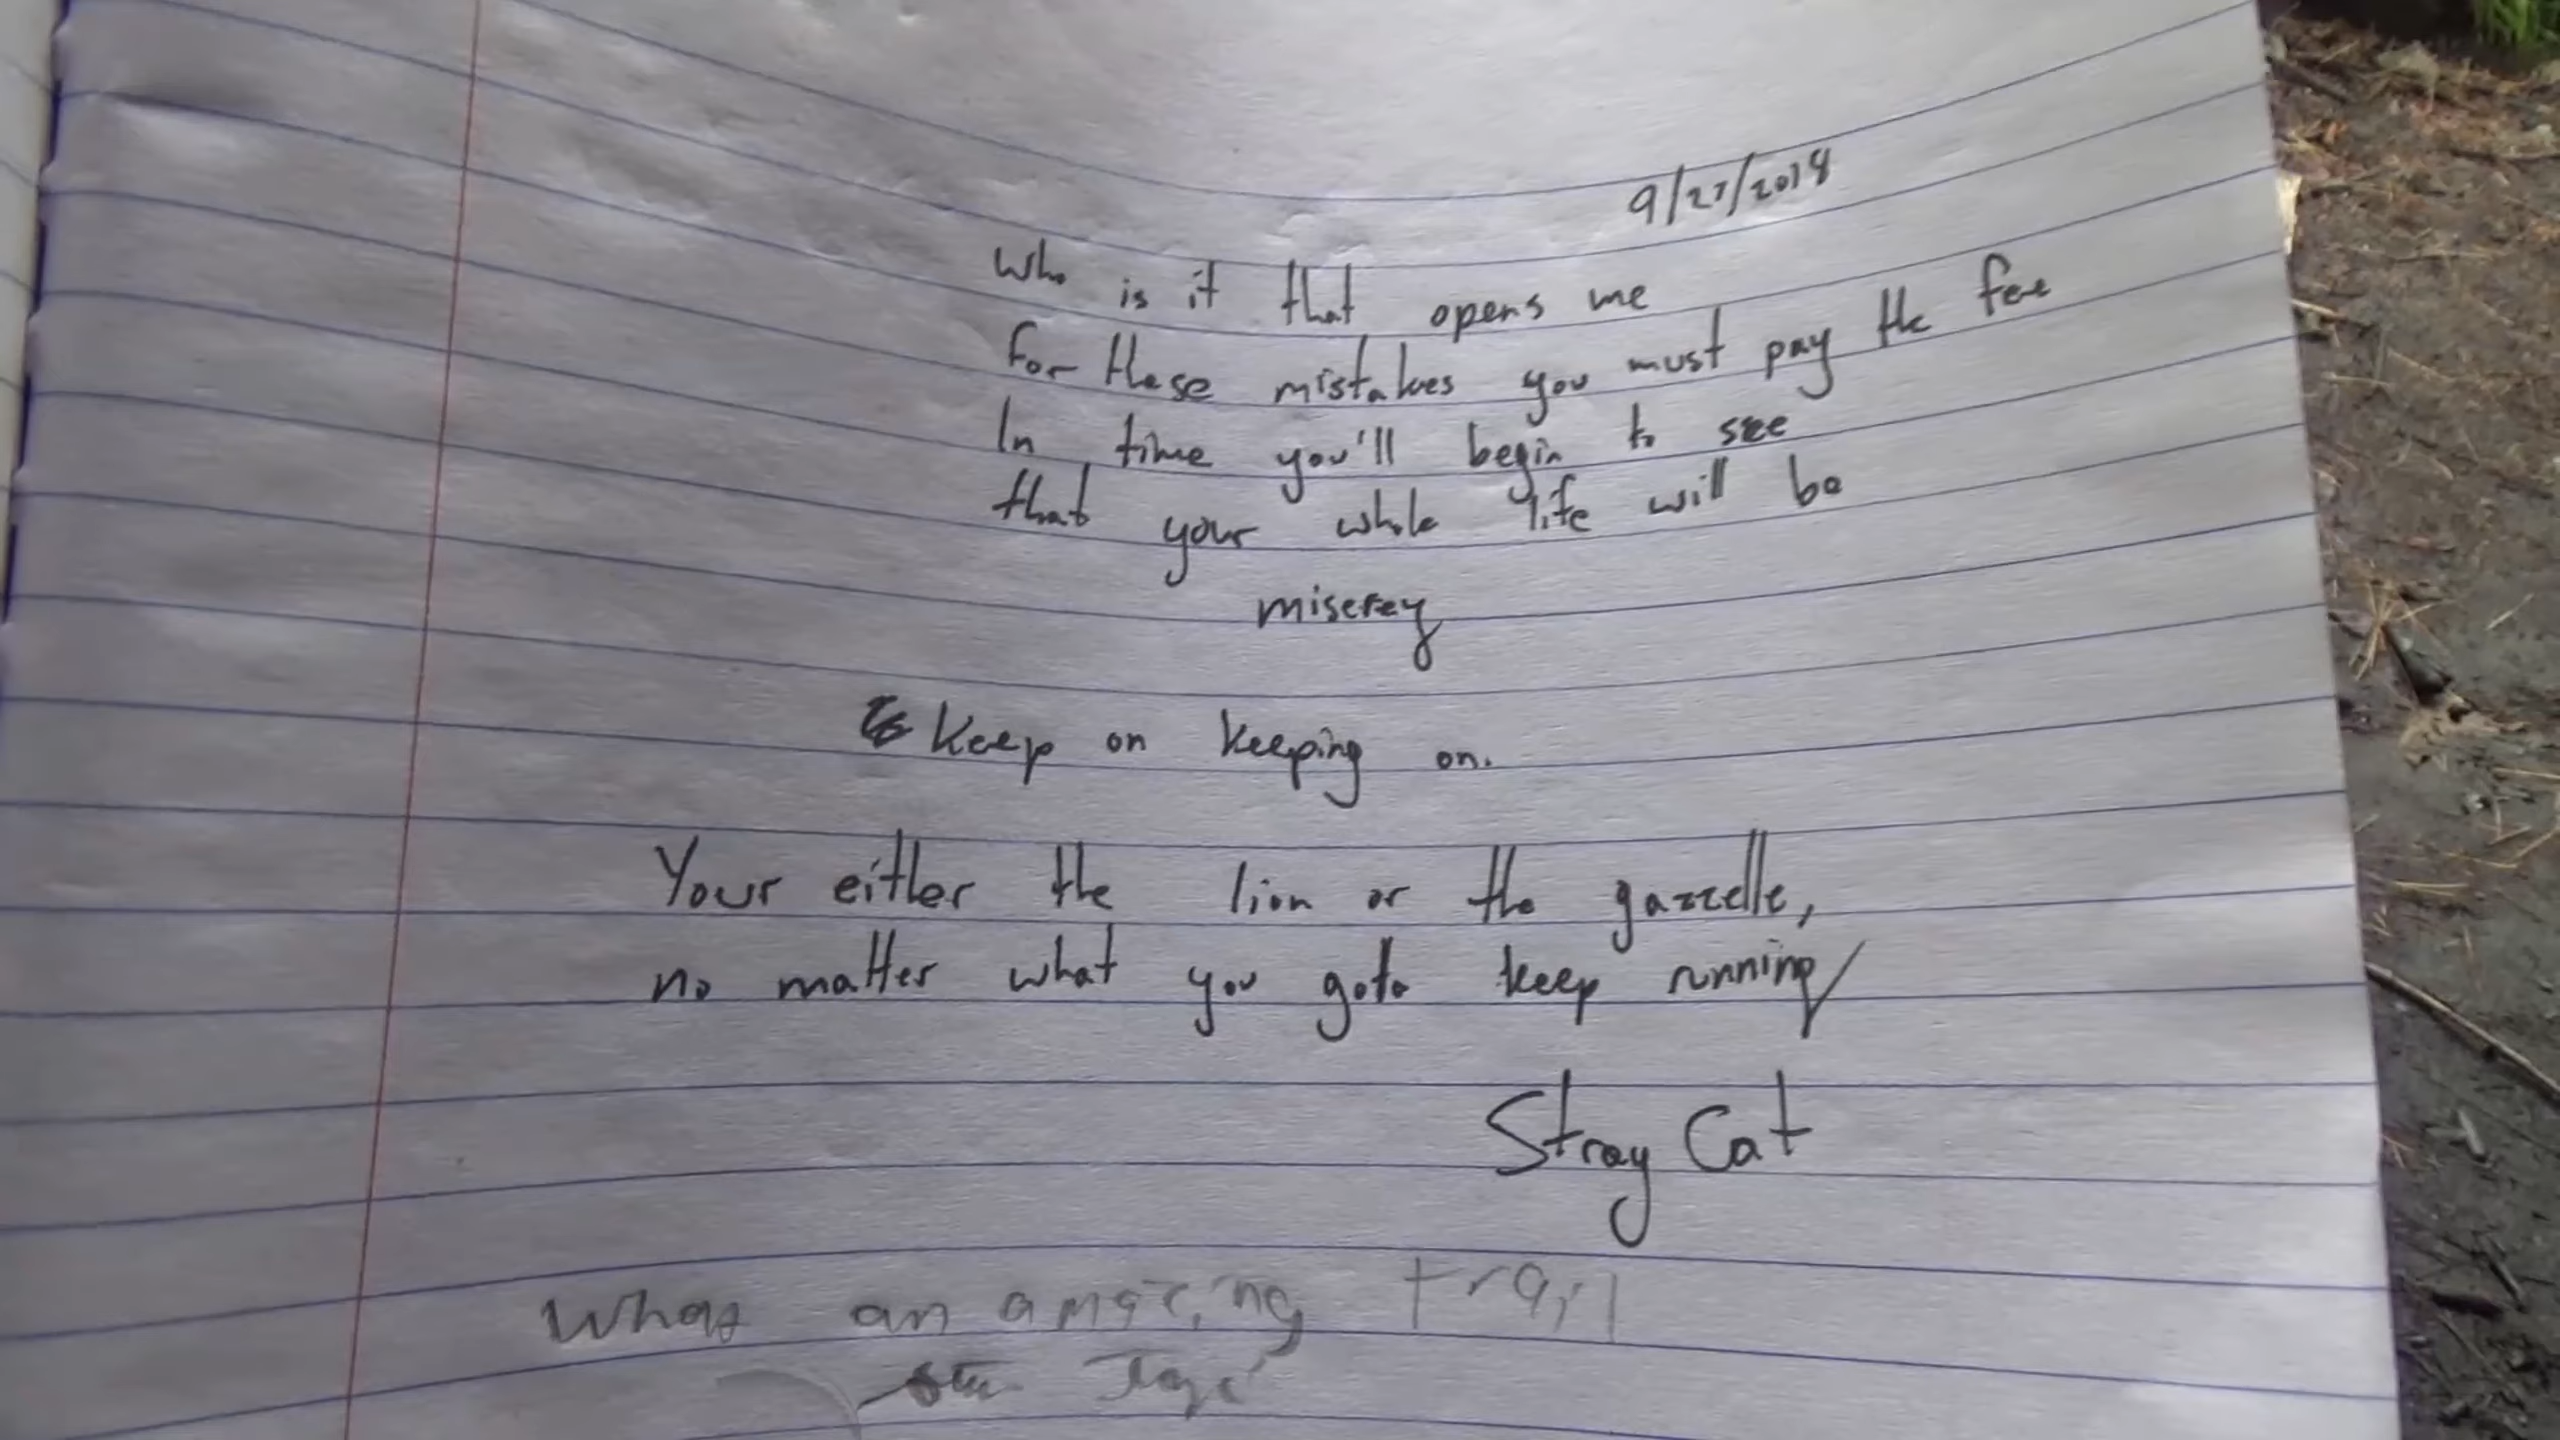 9/27/2018
Who is it that opens me
For these mistakes you must pay the fee
In time you'll begin to see
that your whole life will be
miserey
Keep on keeping on.
Your either the lion or the gazzelle,
no matter what you gota keep running
Stray Cat
What an amazing trail